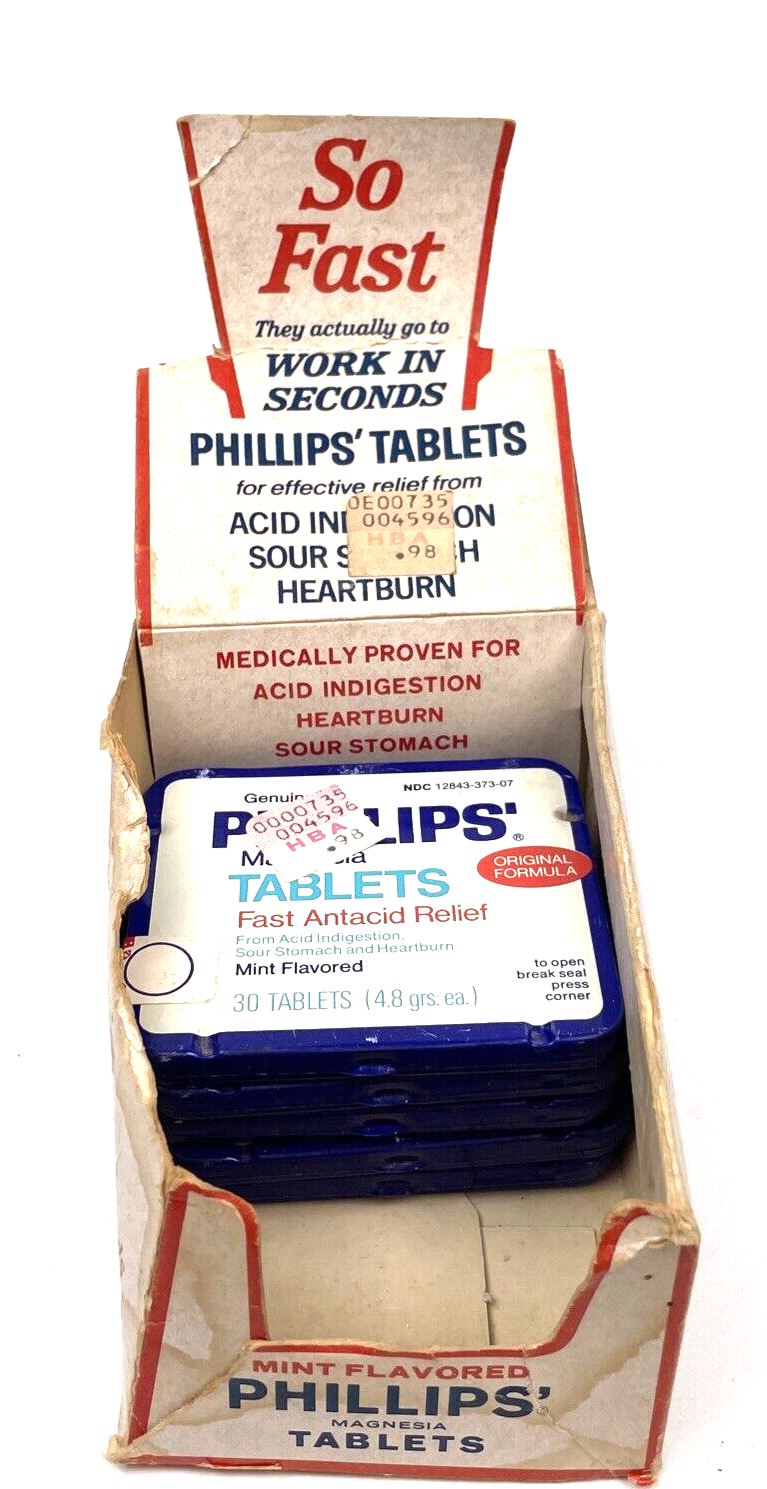 So
Fast
They actually go to
WORK IN
SECONDS
PHILLIPS' TABLETS
for effective relief from
ACID IN ON
SOUR S H
HEARTBURN
0E00735
004596
HBA
.98
MEDICALLY PROVEN FOR
ACID INDIGESTION
HEARTBURN
SOUR STOMACH
NDC 12843-373-07
Genuin
P LIPS'®
0000735
004596
HBA
.98
TABLETS
ORIGINAL
FORMULA
Fast Antacid Relief
From Acid Indigestion,
Sour Stomach and Heartburn
Mint Flavored
30 TABLETS (4.8 grs. ea.)
to open
break seal
press
corner
MINT FLAVORED
PHILLIPS'®
MAGNESIA
TABLETS